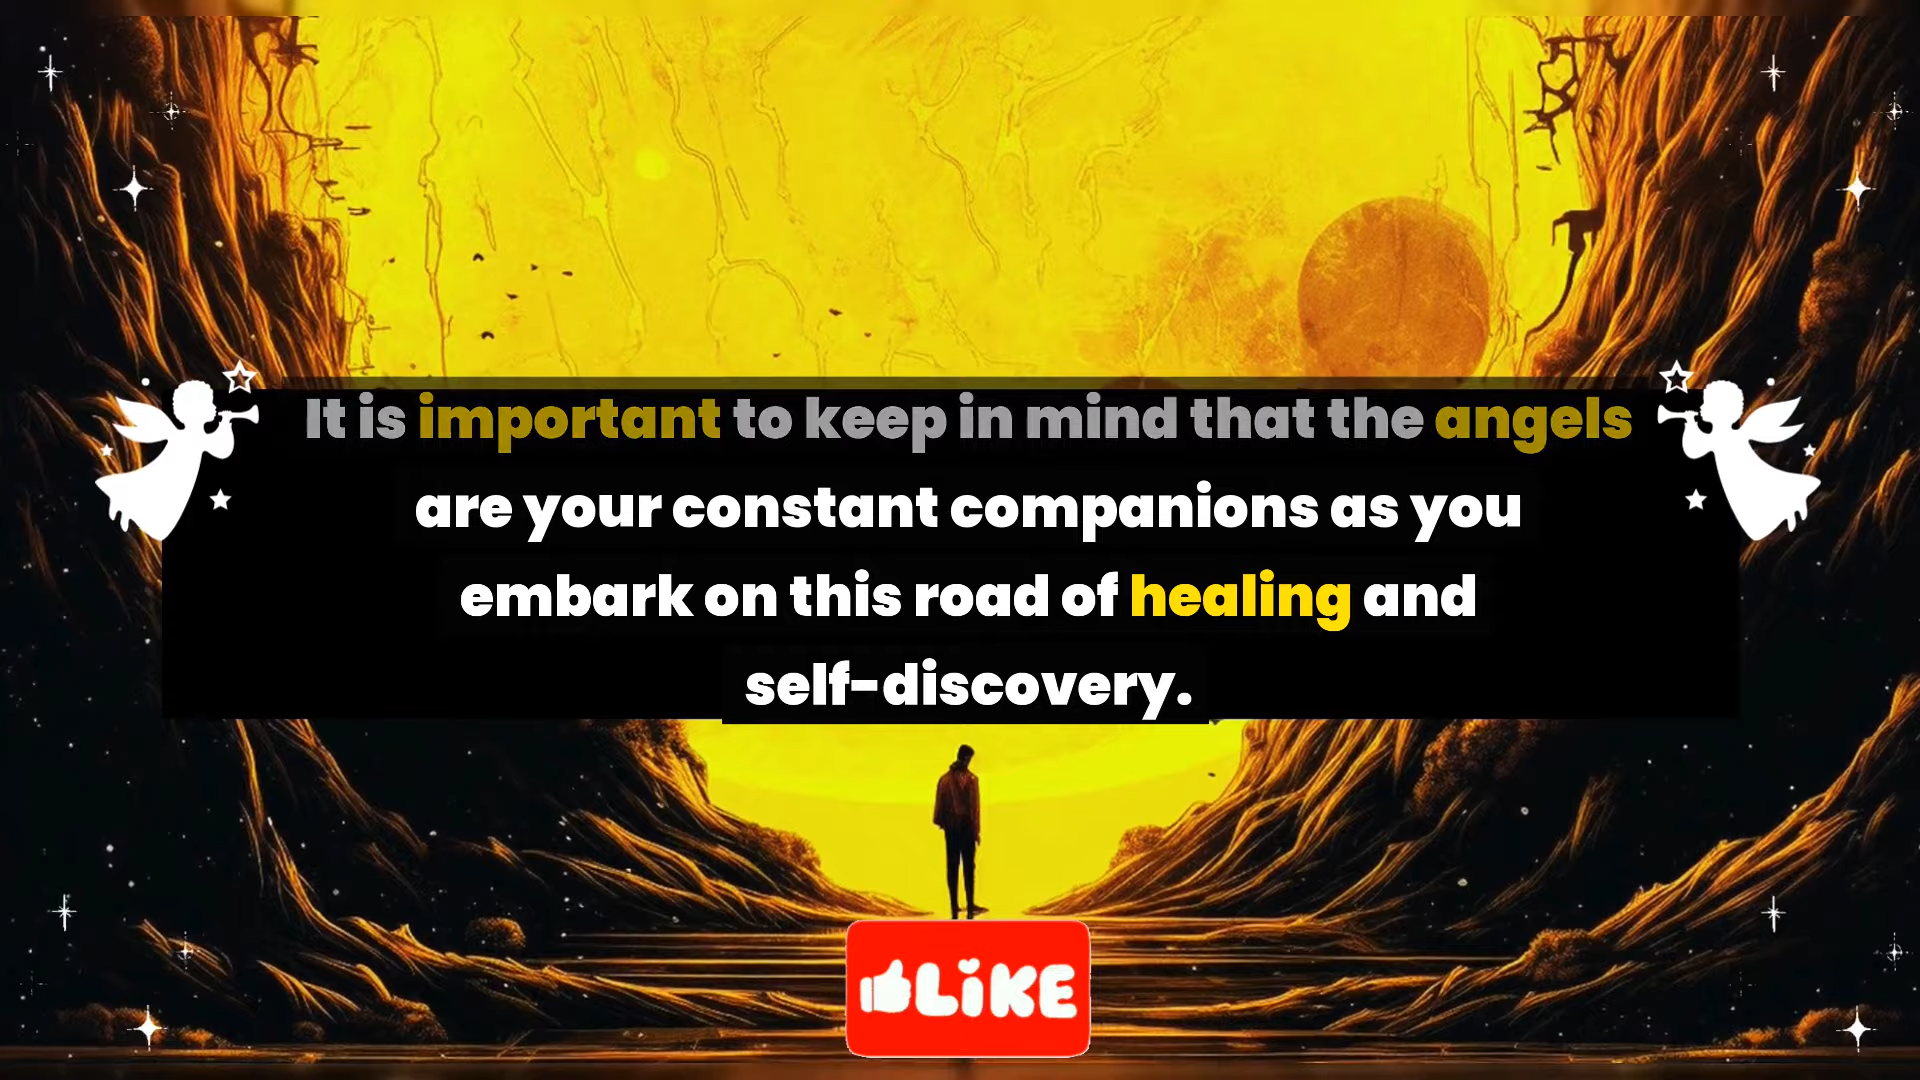 It is important to keep in mind that the angels
are your constant companions as you
embark on this road of healing and
self-discovery.
LiKE